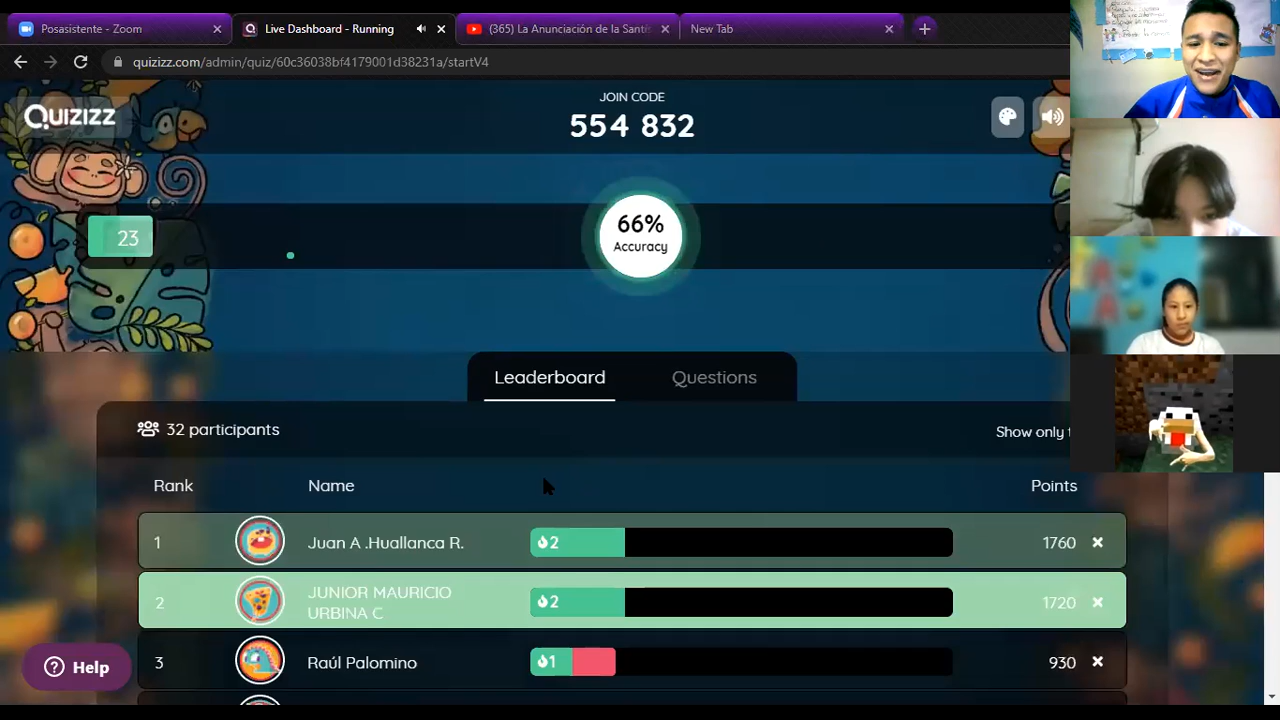 Posasistente - Zoom
Live Dashboard - Running
(365) La Anunciación de la Santís
New Tab
quizizz.com/admin/quiz/60c36038bf4179001d38231a/startV4
QUIZIZZ
JOIN CODE
554 832
23
66%
Accuracy
Leaderboard
Questions
32 participants
Show only t
Rank
Name
Points
1
Juan A .Huallanca R.
2
1760
2
JUNIOR MAURICIO
URBINA C
2
1720
3
Raúl Palomino
1
930
Help